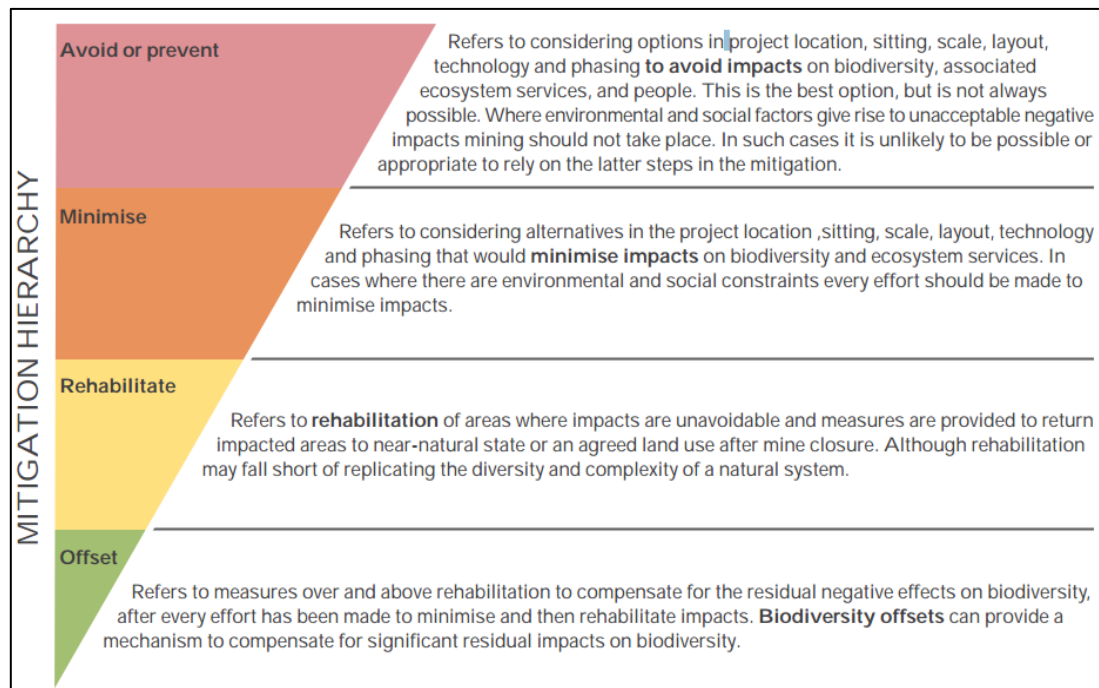 MITIGATION HIERARCHY
Avoid or prevent
Refers to considering options in project location, sitting, scale, layout,
technology and phasing to avoid impacts on biodiversity, associated
ecosystem services, and people. This is the best option, but is not always
possible. Where environmental and social factors give rise to unacceptable negative
impacts mining should not take place. In such cases it is unlikely to be possible or
appropriate to rely on the latter steps in the mitigation.
Minimise
Refers to considering alternatives in the project location ,sitting, scale, layout, technology
and phasing that would minimise impacts on biodiversity and ecosystem services. In
cases where there are environmental and social constraints every effort should be made to
minimise impacts.
Rehabilitate
Refers to rehabilitation of areas where impacts are unavoidable and measures are provided to return
impacted areas to near-natural state or an agreed land use after mine closure. Although rehabilitation
may fall short of replicating the diversity and complexity of a natural system.
Offset
Refers to measures over and above rehabilitation to compensate for the residual negative effects on biodiversity,
after every effort has been made to minimise and then rehabilitate impacts. Biodiversity offsets can provide a
mechanism to compensate for significant residual impacts on biodiversity.